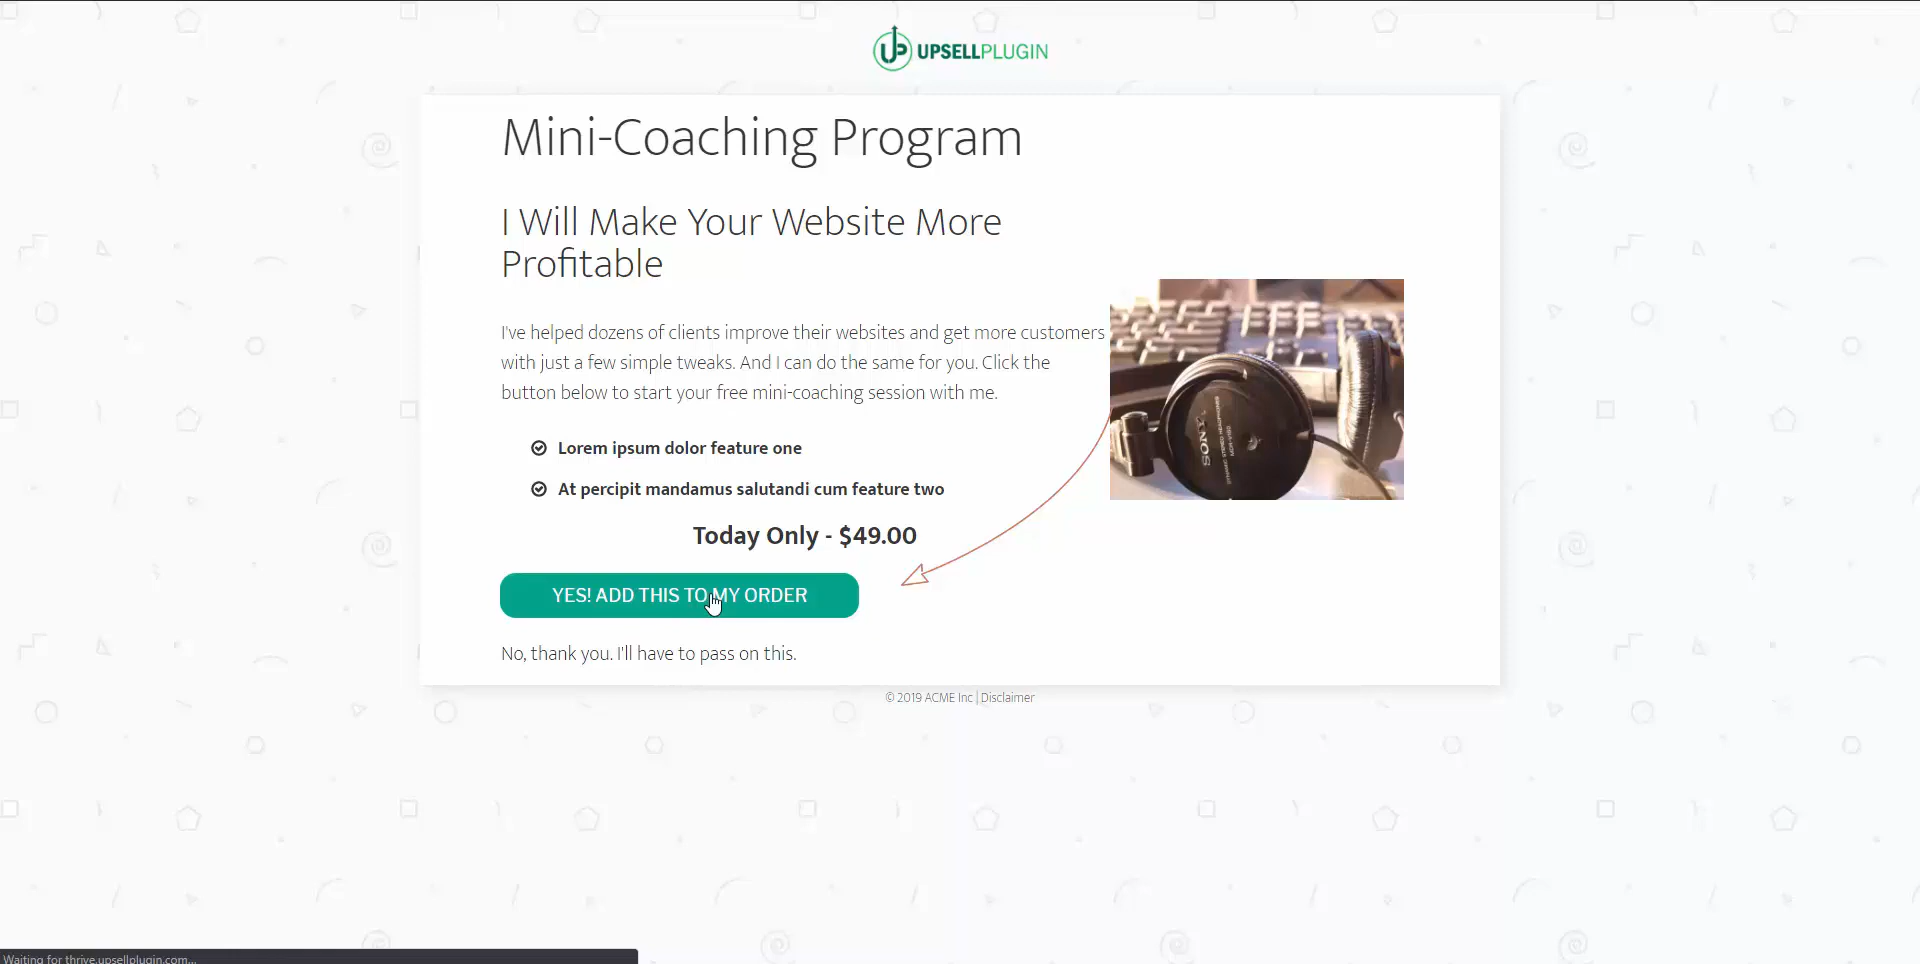 UPSELLPLUGIN
Mini-Coaching Program
I Will Make Your Website More
Profitable
I've helped dozens of clients improve their websites and get more customers
with just a few simple tweaks. And I can do the same for you. Click the
button below to start your free mini-coaching session with me.
Lorem ipsum dolor feature one
At percipit mandamus salutandi cum feature two
Today Only - $49.00
YES! ADD THIS TO MY ORDER
No, thank you. I'll have to pass on this.
SONY
© 2019 ACME Inc | Disclaimer
Waiting for thrive.upsellplugin.com...